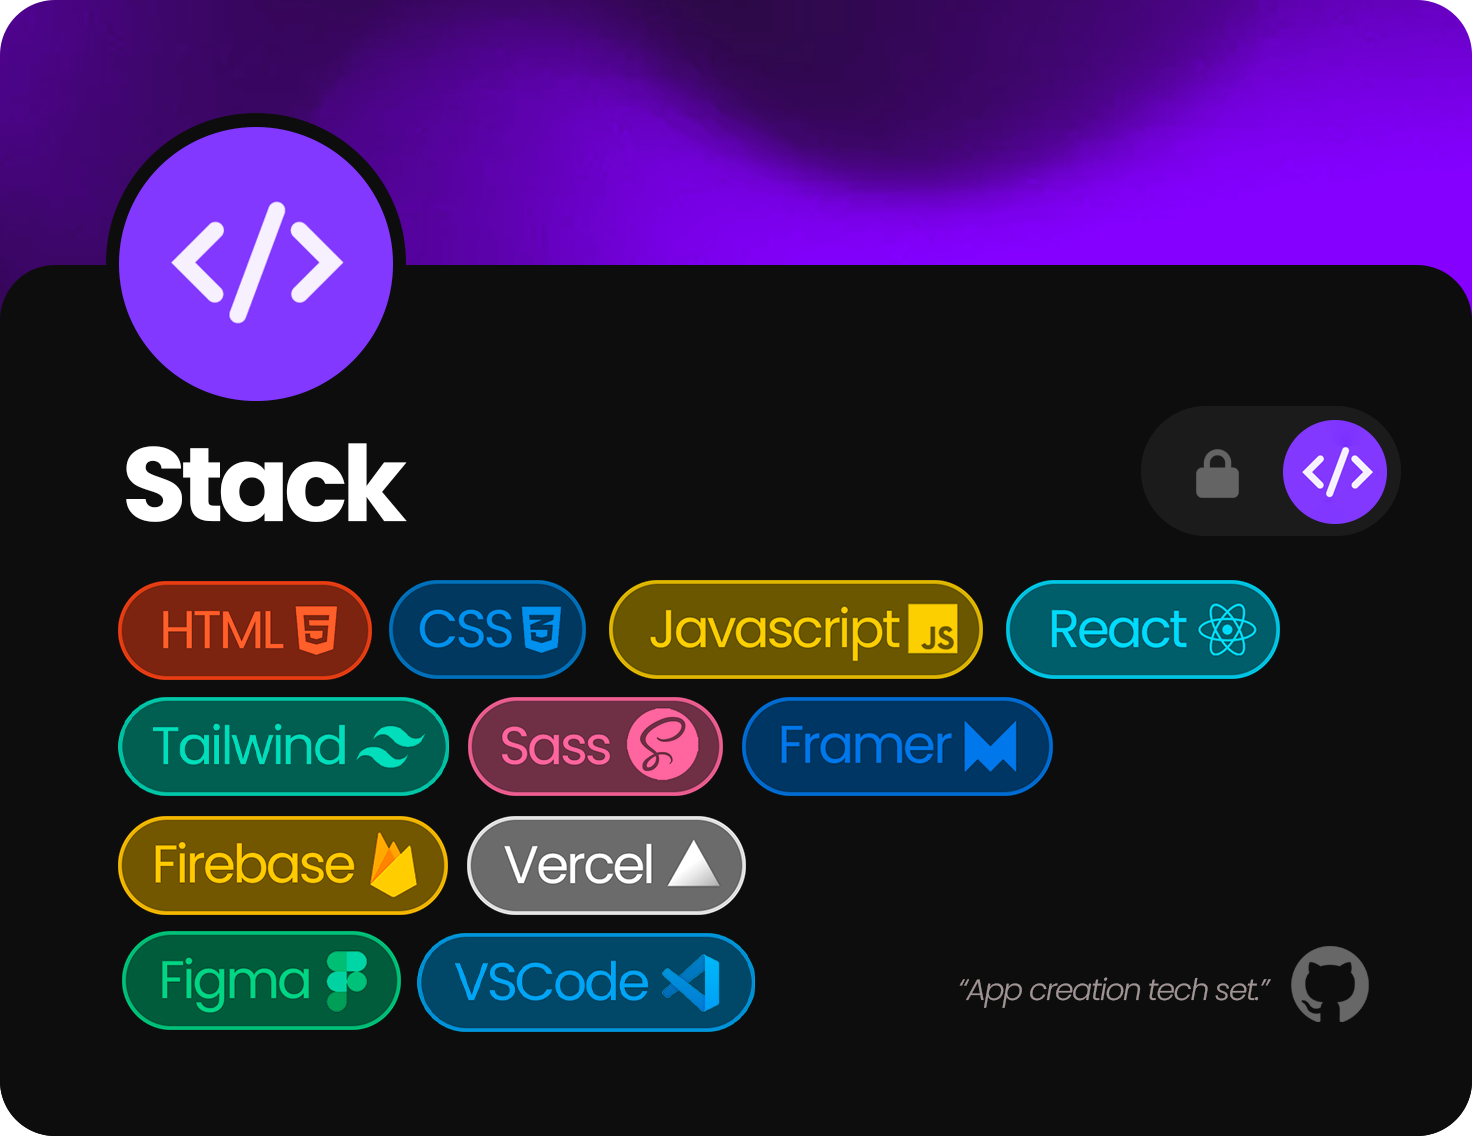 </>
Stack
</>
HTML 5 CSS 3 Javascript JS React
Tailwind Sass S Framer
Firebase Vercel
Figma VSCode
“App creation tech set.”